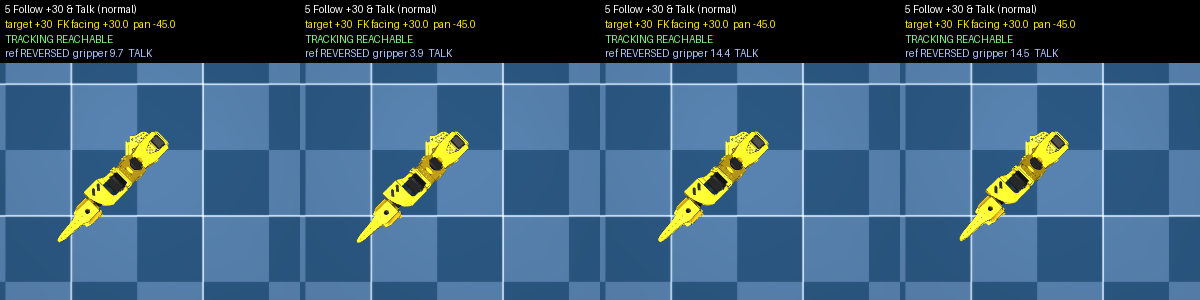 5 Follow +30 & Talk (normal)
target +30 FK facing +30.0 pan -45.0
TRACKING REACHABLE
ref REVERSED gripper 9.7 TALK
5 Follow +30 & Talk (normal)
target +30 FK facing +30.0 pan -45.0
TRACKING REACHABLE
ref REVERSED gripper 3.9 TALK
5 Follow +30 & Talk (normal)
target +30 FK facing +30.0 pan -45.0
TRACKING REACHABLE
ref REVERSED gripper 14.4 TALK
5 Follow +30 & Talk (normal)
target +30 FK facing +30.0 pan -45.0
TRACKING REACHABLE
ref REVERSED gripper 14.5 TALK